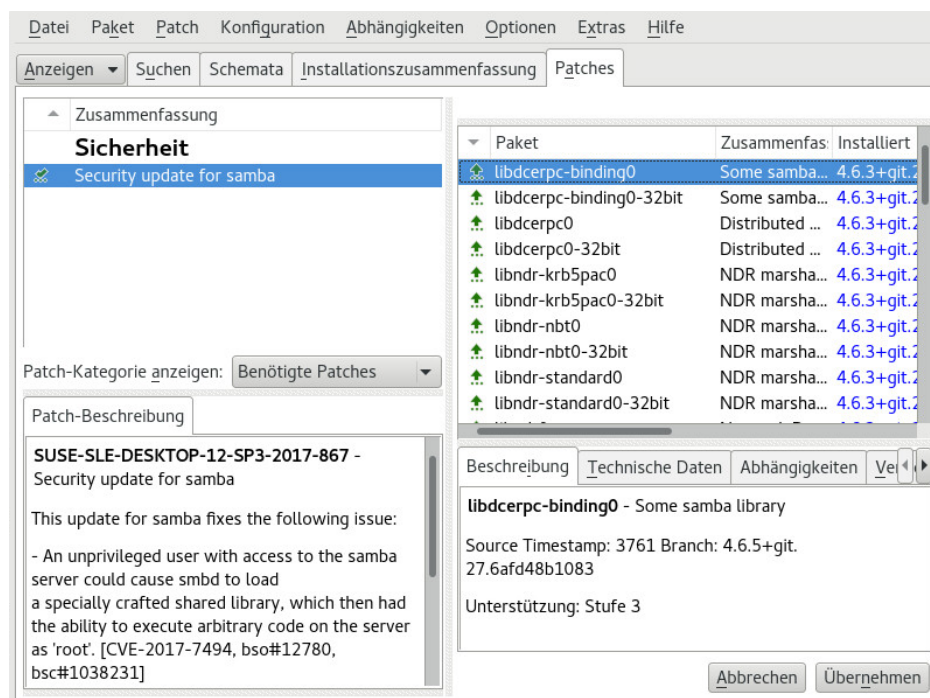 Datei Paket Patch Konfiguration Abhängigkeiten Optionen Extras Hilfe
Anzeigen Suchen Schemata Installationszusammenfassung Patches
Zusammenfassung
Sicherheit
Security update for samba
Patch-Kategorie anzeigen: Benötigte Patches
Patch-Beschreibung
SUSE-SLE-DESKTOP-12-SP3-2017-867 -
Security update for samba
This update for samba fixes the following issue:
- An unprivileged user with access to the samba
server could cause smbd to load
a specially crafted shared library, which then had
the ability to execute arbitrary code on the server
as 'root'. [CVE-2017-7494, bso#12780,
bsc#1038231]
Paket Zusammenfas Installiert
libdcerpc-binding0 Some samba... 4.6.3+git.2
libdcerpc-binding0-32bit Some samba... 4.6.3+git.2
libdcerpc0 Distributed ... 4.6.3+git.2
libdcerpc0-32bit Distributed ... 4.6.3+git.2
libndr-krb5pac0 NDR marsha... 4.6.3+git.2
libndr-krb5pac0-32bit NDR marsha... 4.6.3+git.2
libndr-nbt0 NDR marsha... 4.6.3+git.2
libndr-nbt0-32bit NDR marsha... 4.6.3+git.2
libndr-standard0 NDR marsha... 4.6.3+git.2
libndr-standard0-32bit NDR marsha... 4.6.3+git.2
Beschreibung Technische Daten Abhängigkeiten
libdcerpc-binding0 - Some samba library
Source Timestamp: 3761 Branch: 4.6.5+git.
27.6afd48b1083
Unterstützung: Stufe 3
Abbrechen Übernehmen